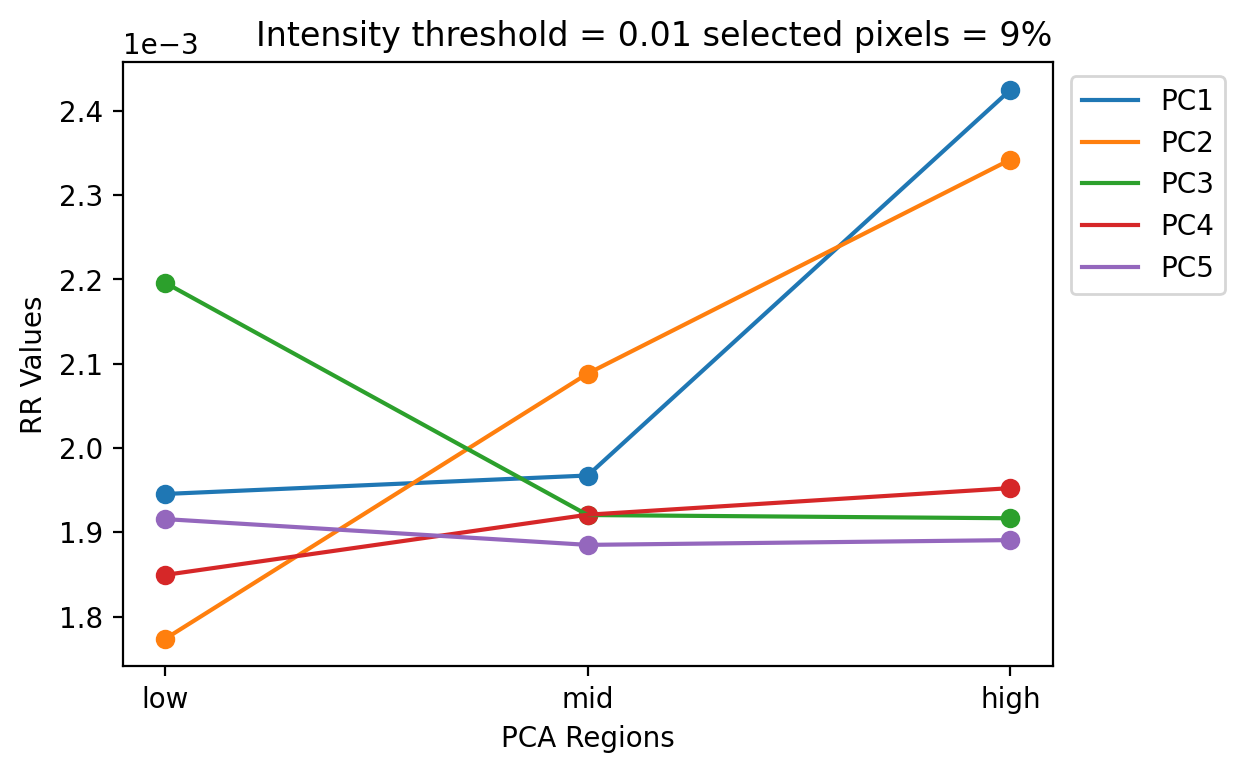 Intensity threshold = 0.01 selected pixels = 9%
1e−3
2.4
2.3
2.2
2.1
2.0
1.9
1.8
RR Values
low
mid
high
PCA Regions
PC1
PC2
PC3
PC4
PC5